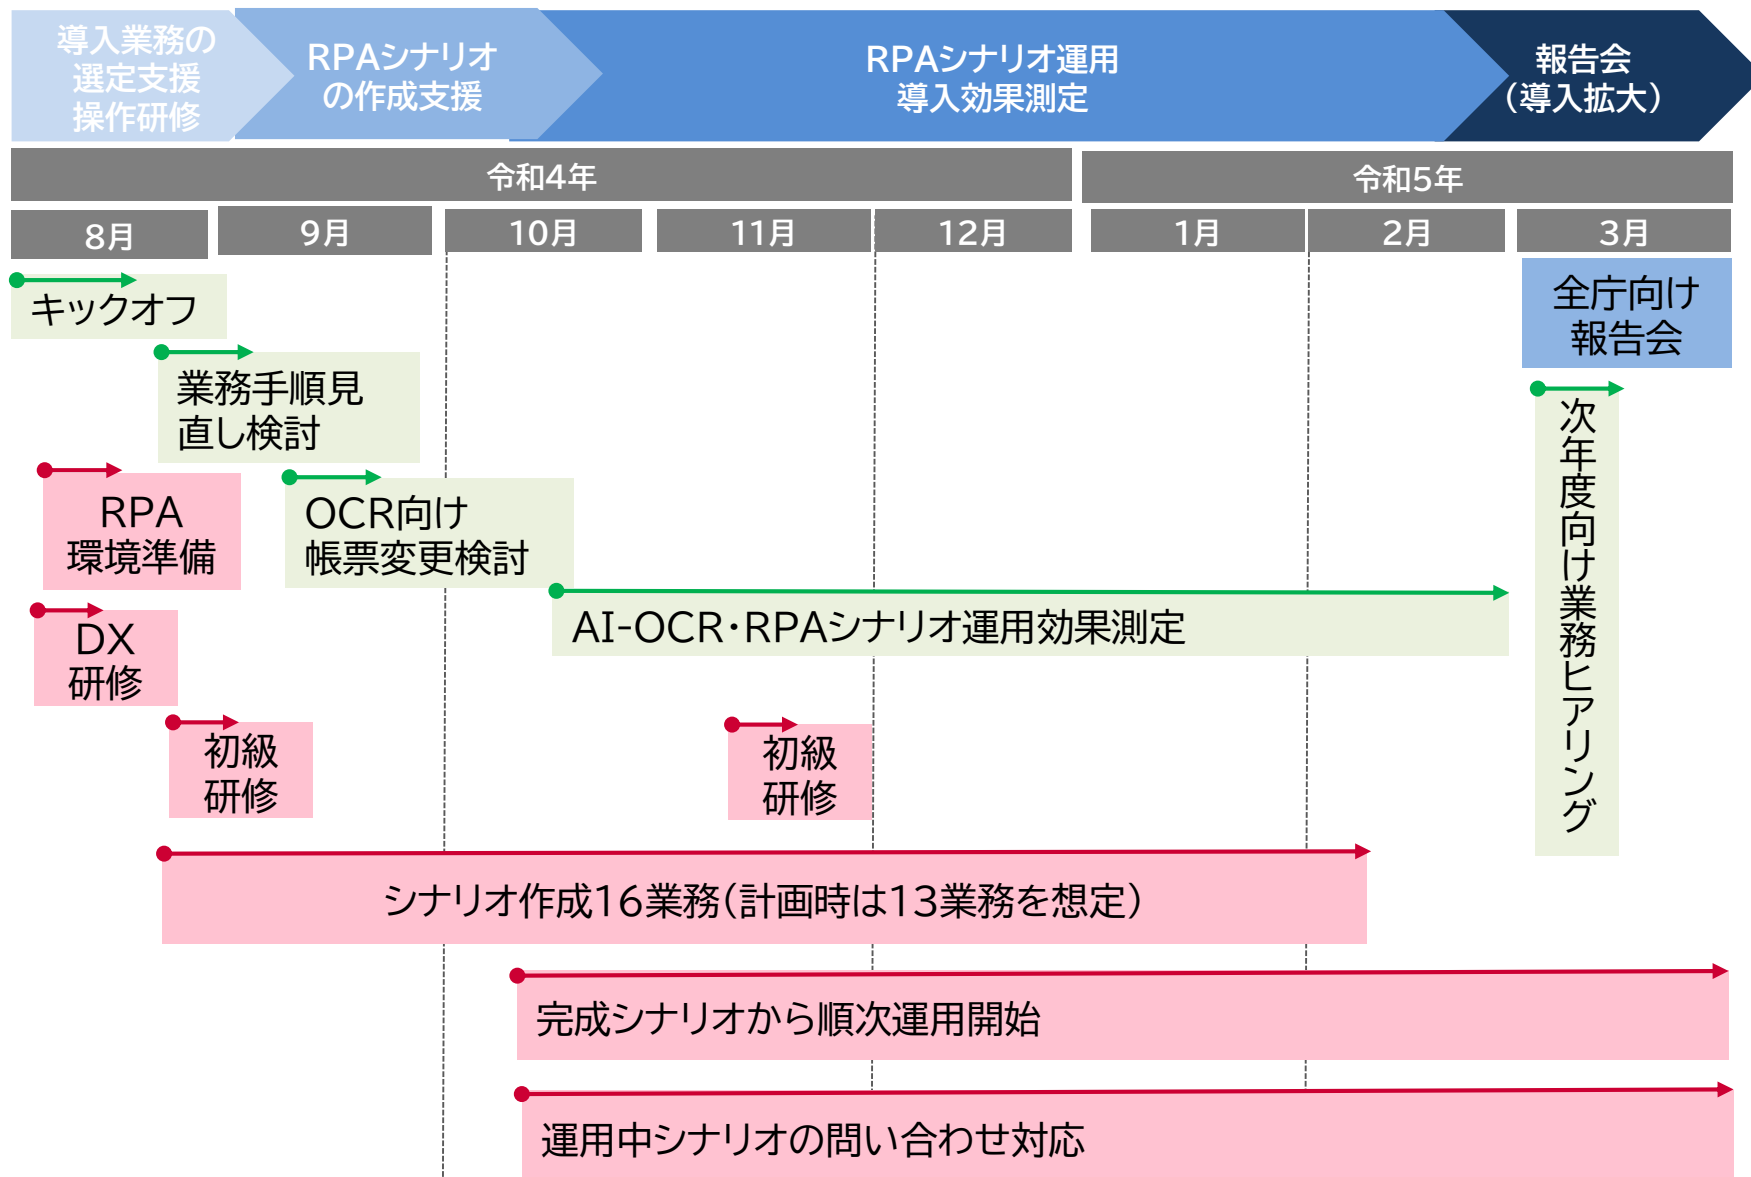 導入業務の
選定支援
操作研修
RPAシナリオ
の作成支援
RPAシナリオ運用
導入効果測定
報告会
（導入拡大）
令和4年
令和5年
8月
9月
10月
11月
12月
1月
2月
3月
キックオフ
全庁向け
報告会
業務手順見
直し検討
次年度向け業務ヒアリング
RPA
環境準備
OCR向け
帳票変更検討
AI-OCR・RPAシナリオ運用効果測定
DX
研修
初級
研修
初級
研修
シナリオ作成16業務（計画時は13業務を想定）
完成シナリオから順次運用開始
運用中シナリオの問い合わせ対応